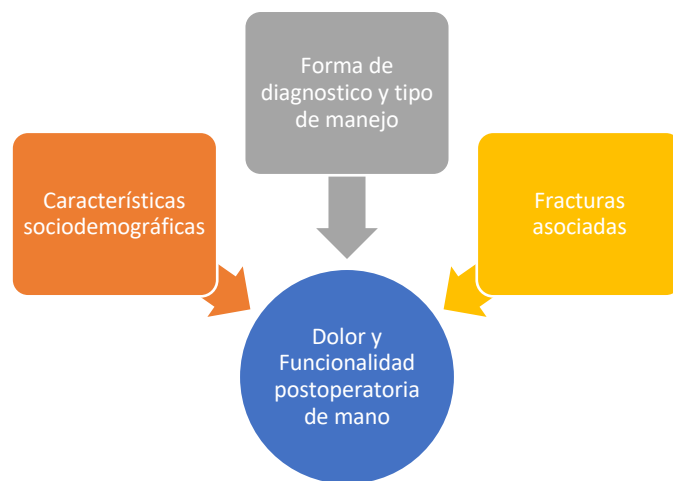 Forma de
diagnostico y tipo
de manejo
Características
sociodemográficas
Fracturas
asociadas
Dolor y
Funcionalidad
postoperatoria
de mano